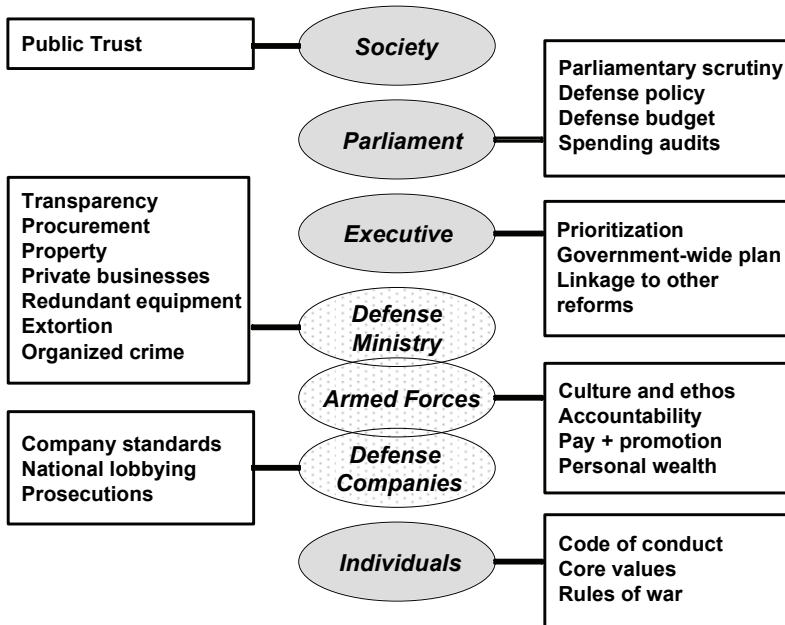 Public Trust
Society
Parliament
Parliamentary scrutiny
Defense policy
Defense budget
Spending audits
Executive
Prioritization
Government-wide plan
Linkage to other
reforms
Transparency
Procurement
Property
Private businesses
Redundant equipment
Extortion
Organized crime
Defense
Ministry
Armed Forces
Culture and ethos
Accountability
Pay + promotion
Personal wealth
Company standards
National lobbying
Prosecutions
Defense
Companies
Individuals
Code of conduct
Core values
Rules of war